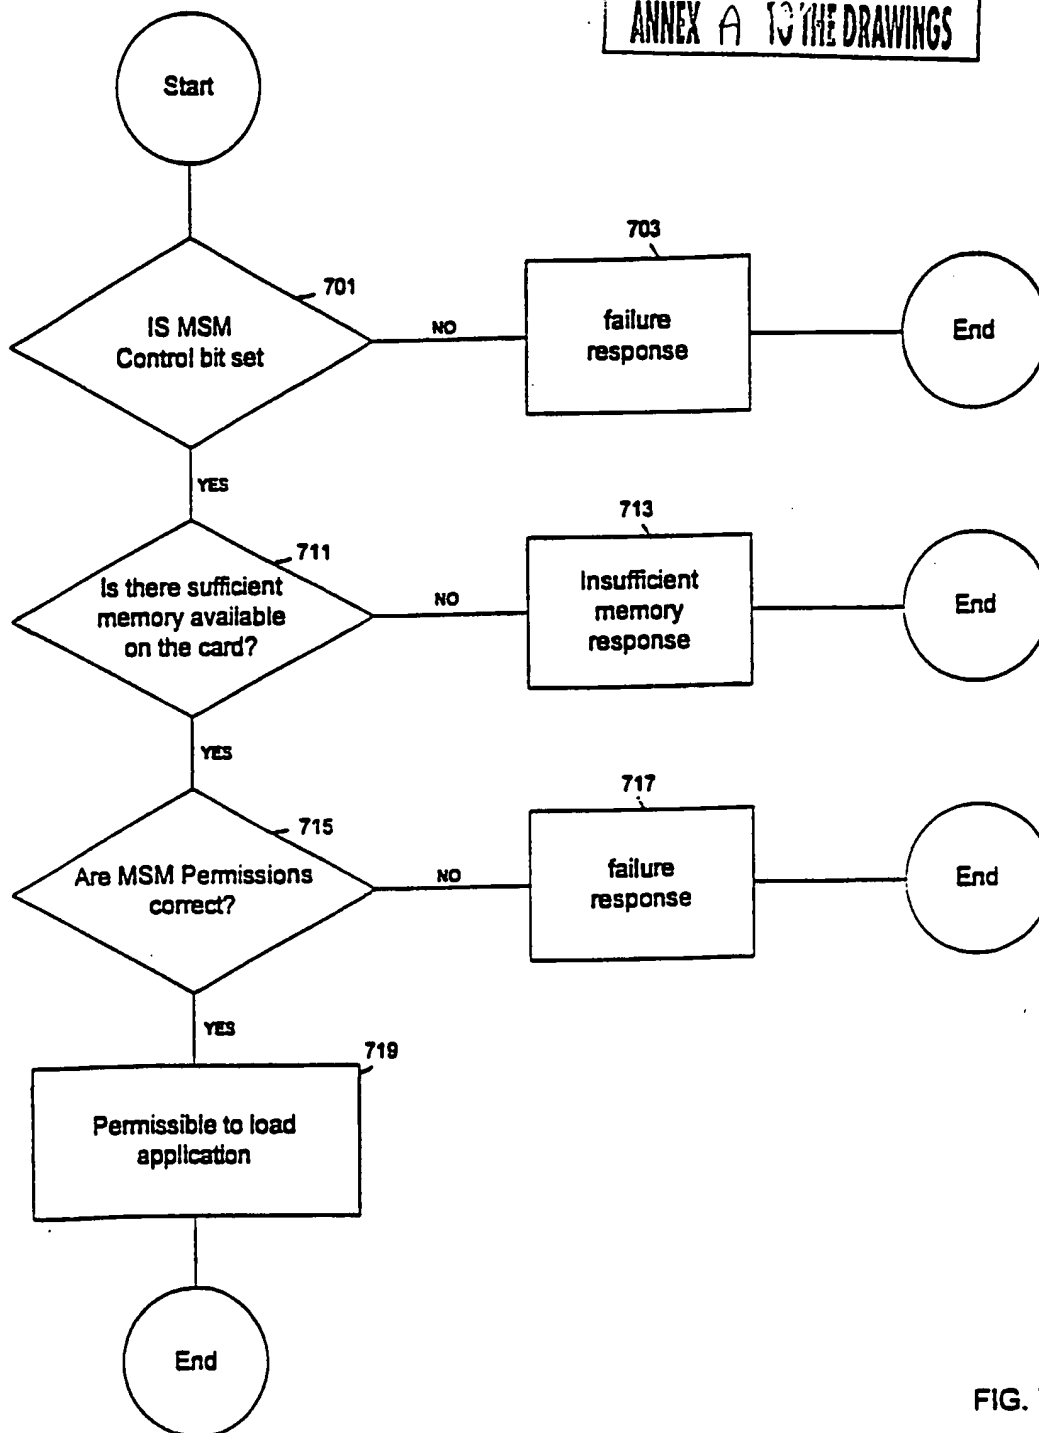 ANNEX A TO THE DRAWINGS
Start
703
701
IS MSM
Control bit set
NO
failure
response
End
YES
713
711
Is there sufficient
memory available
on the card?
NO
Insufficient
memory
response
End
YES
717
715
Are MSM Permissions
correct?
NO
failure
response
End
YES
719
Permissible to load
application
End
FIG.